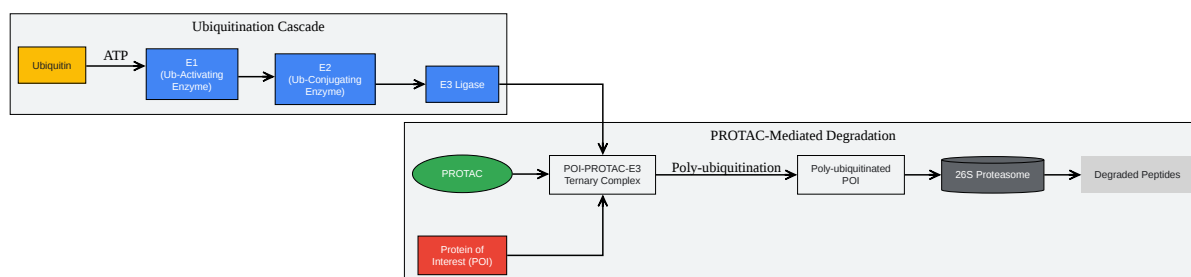 Ubiquitination Cascade
Ubiquitin
ATP
E1
(Ub-Activating
Enzyme)
E2
(Ub-Conjugating
Enzyme)
E3 Ligase
PROTAC-Mediated Degradation
PROTAC
POI-PROTAC-E3
Ternary Complex
Poly-ubiquitination
Poly-ubiquitinated
POI
26S Proteasome
Degraded Peptides
Protein of
Interest (POI)